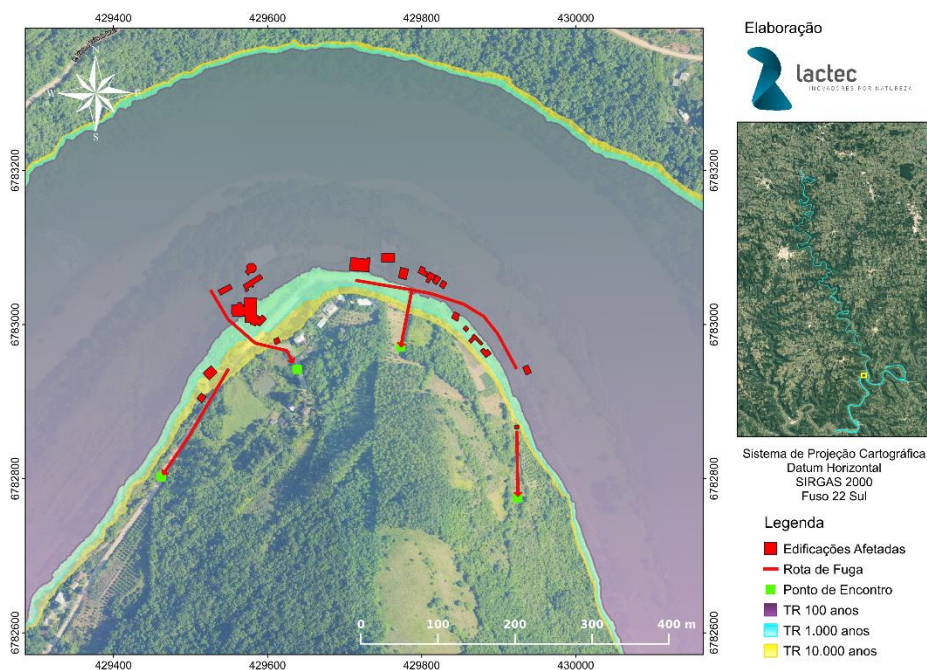 429400
429600
429800
430000
Elaboração
lactec
INOVADORES POR NATUREZA
N
W
E
S
6783200
6783200
6783000
6783000
6782800
6782800
6782600
6782600
Sistema de Projeção Cartográfica
Datum Horizontal
SIRGAS 2000
Fuso 22 Sul
Legenda
Edificações Afetadas
Rota de Fuga
Ponto de Encontro
TR 100 anos
TR 1.000 anos
TR 10.000 anos
0
100
200
300
400 m
429400
429600
429800
430000